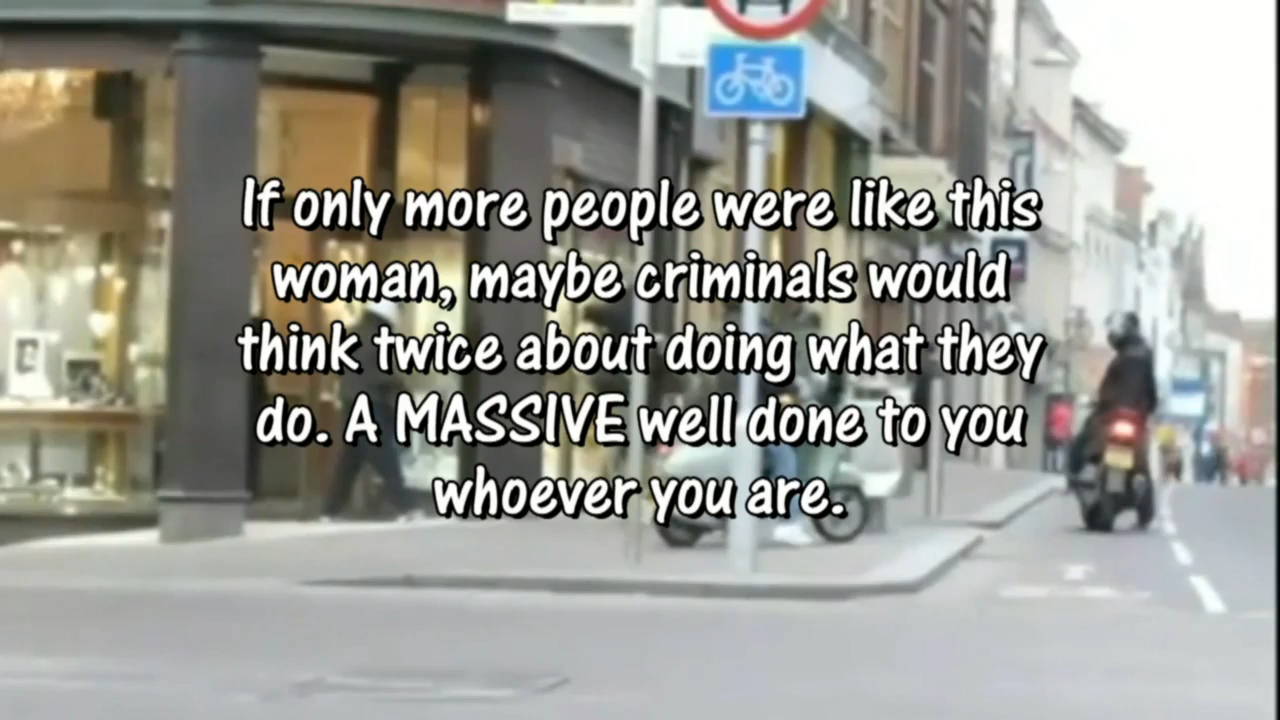 If only more people were like this
woman, maybe criminals would
think twice about doing what they
do. A MASSIVE well done to you
whoever you are.